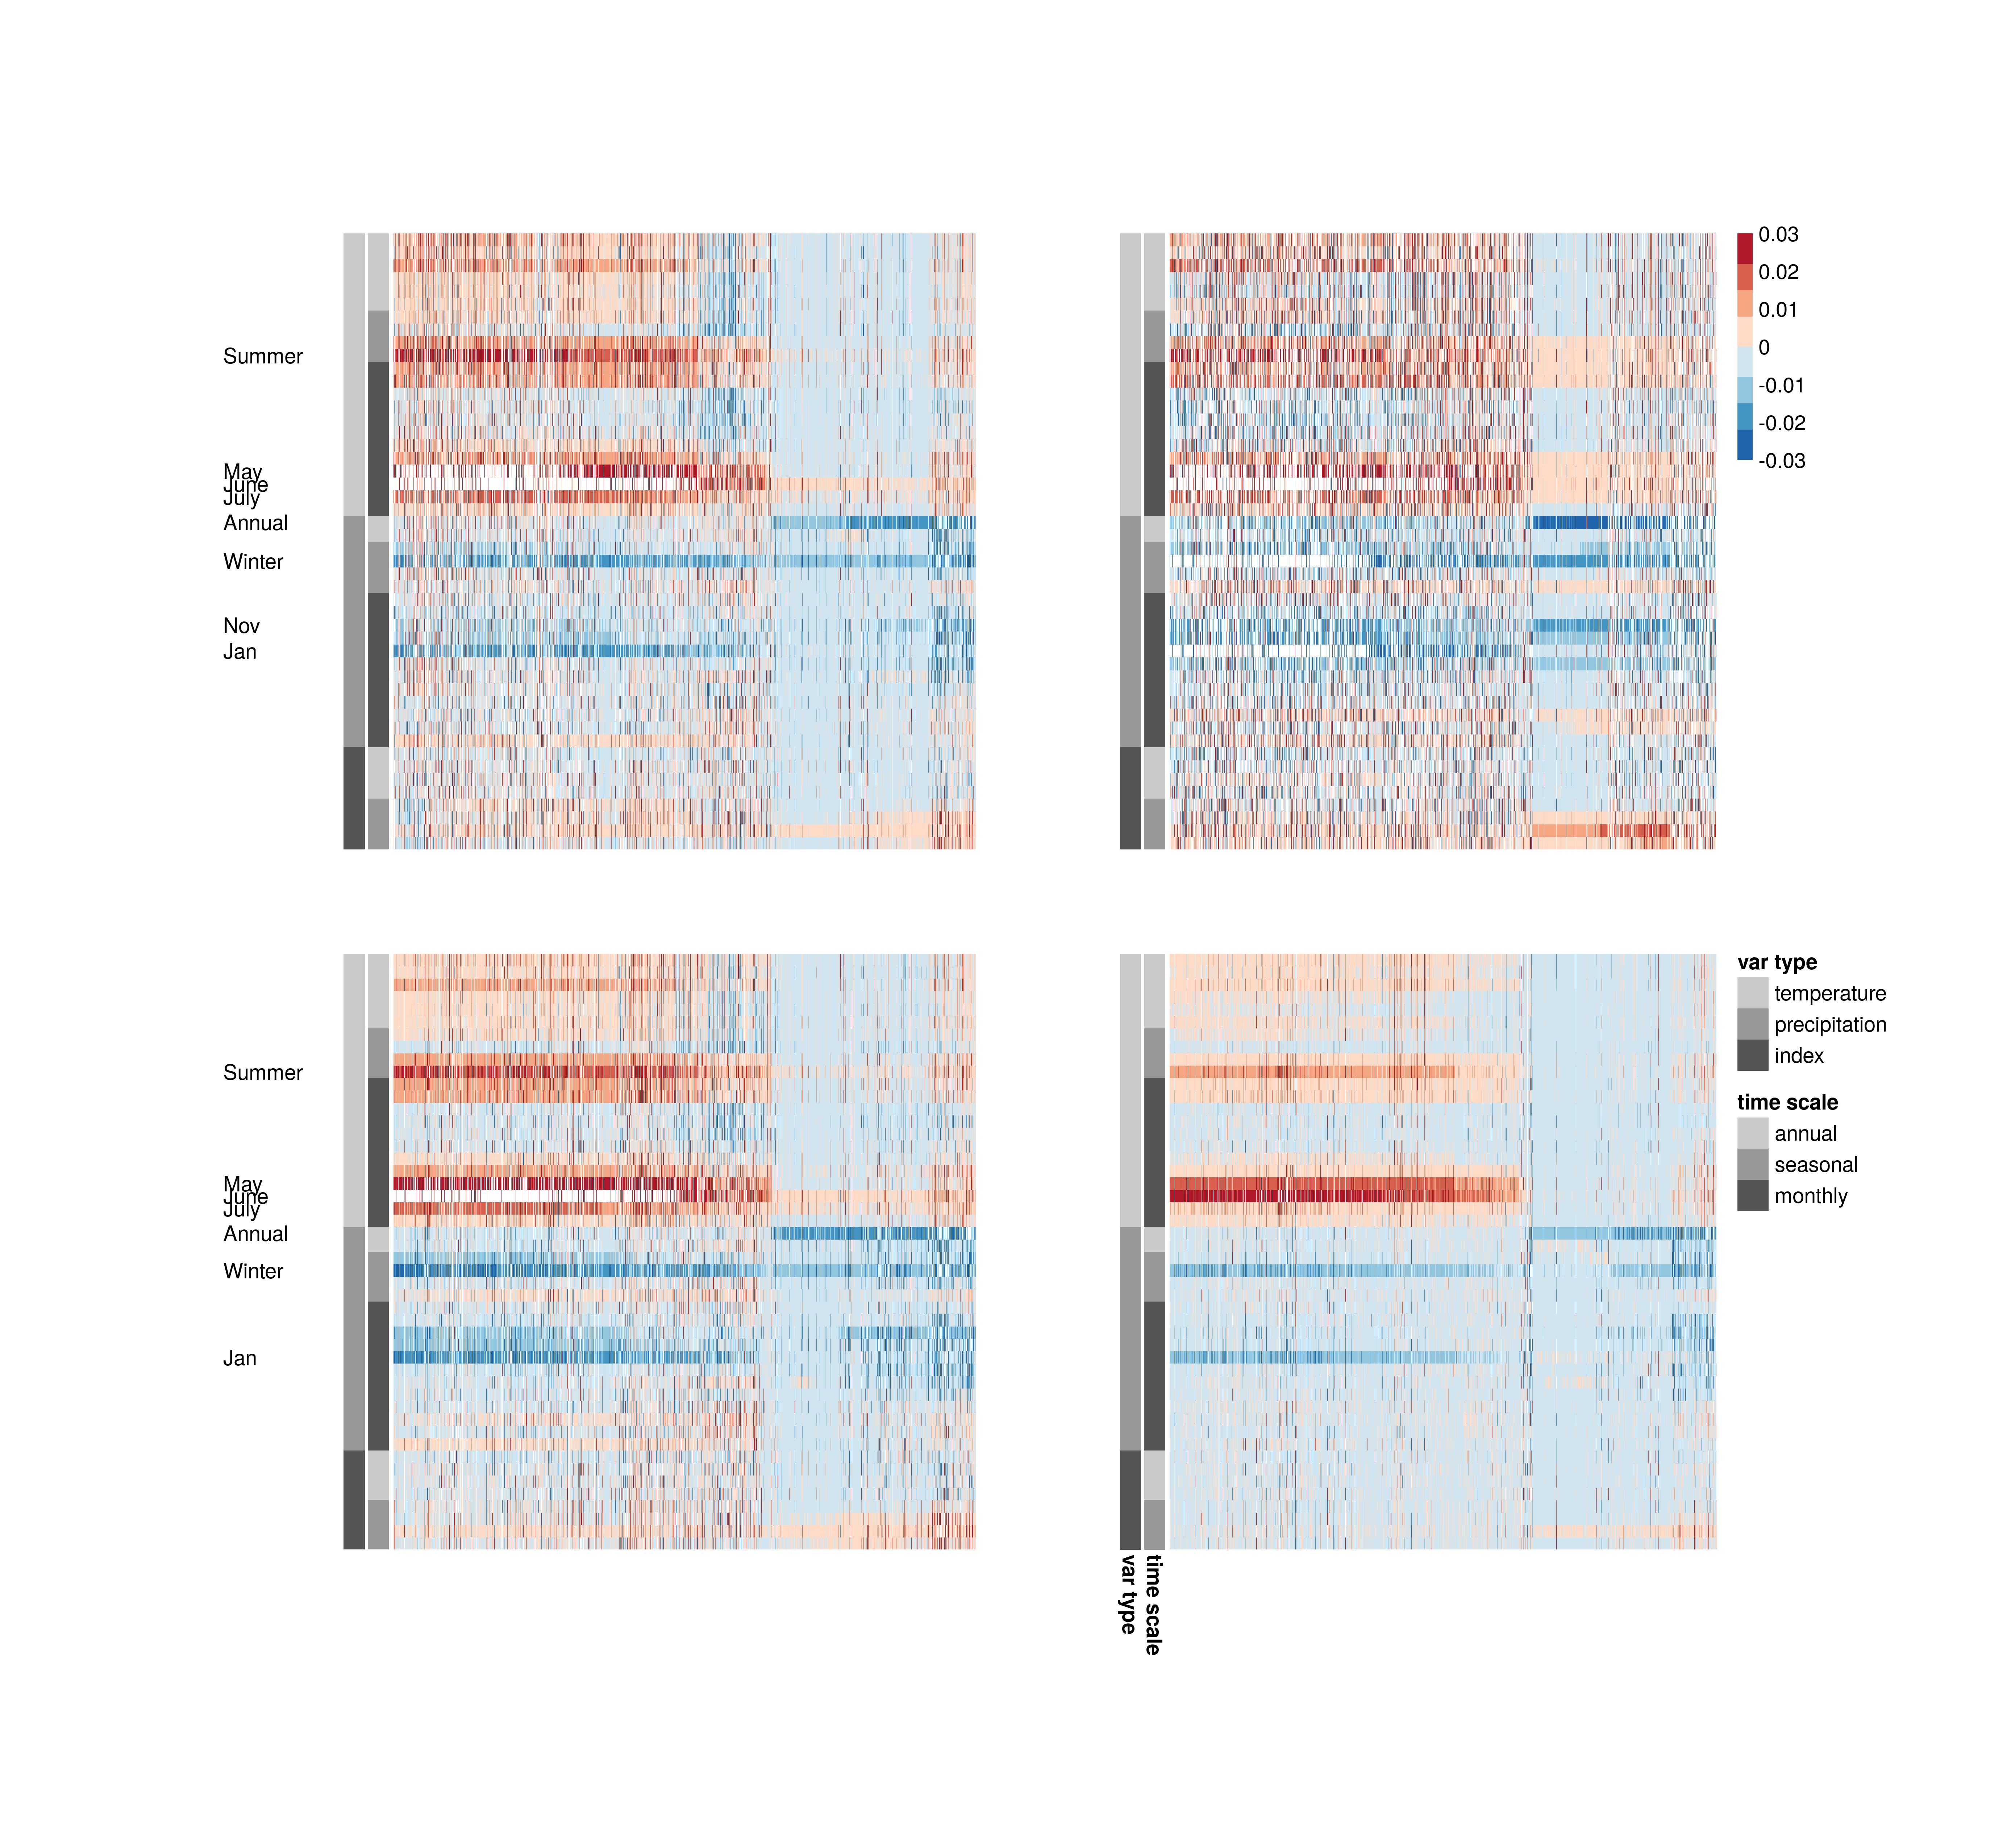 Summer
May
June
July
Annual
Winter
Nov
Jan
0.03
0.02
0.01
0
-0.01
-0.02
-0.03
Summer
May
June
July
Annual
Winter
Jan
var type
temperature
precipitation
index
time scale
annual
seasonal
monthly
var type
time scale